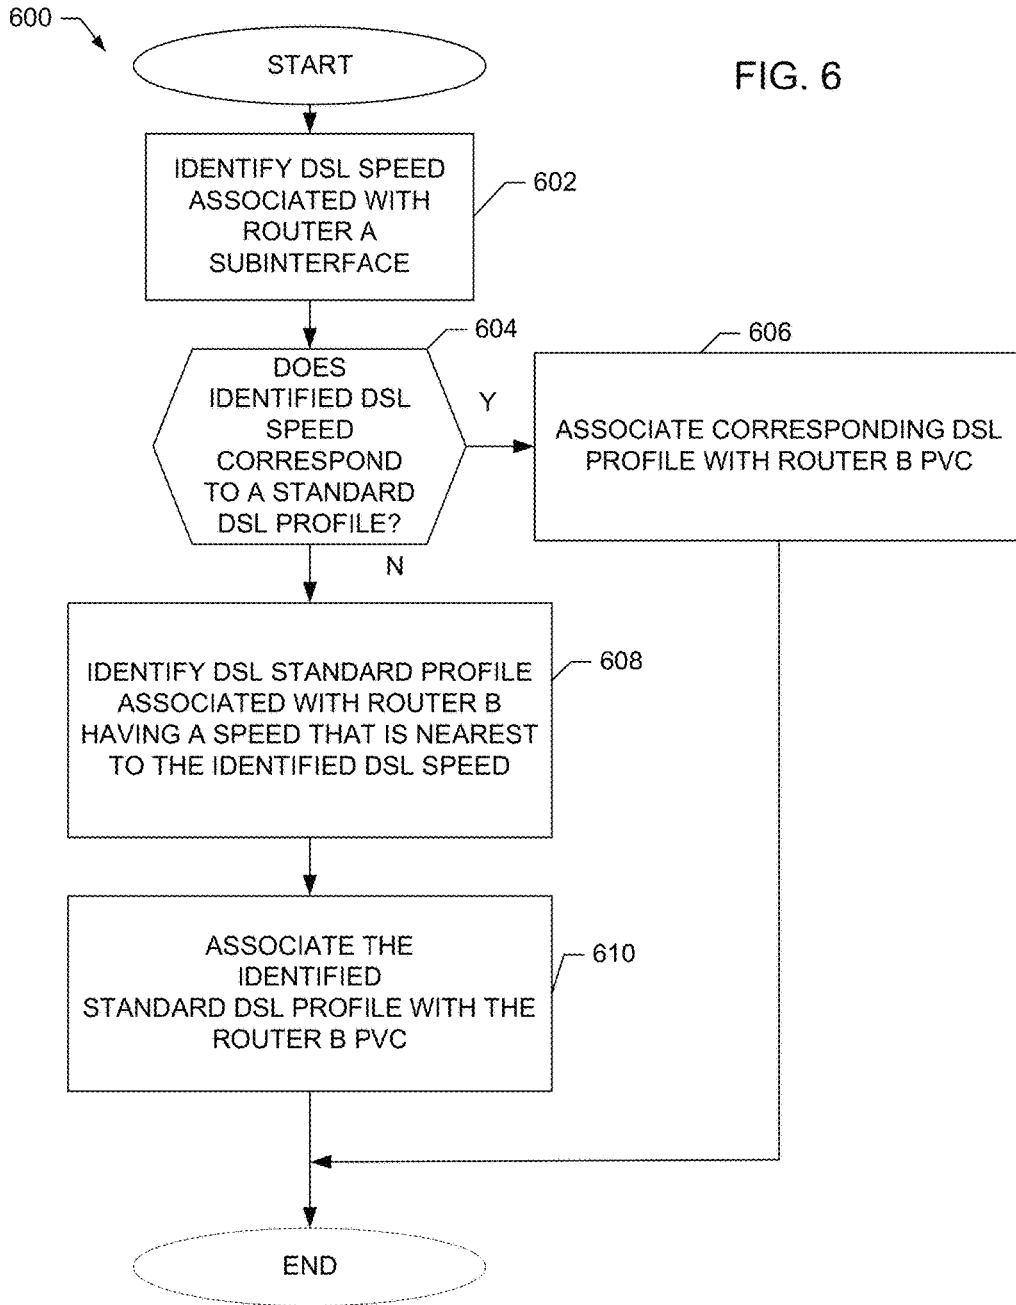 600
START
FIG. 6
IDENTIFY DSL SPEED
ASSOCIATED WITH
ROUTER A
SUBINTERFACE
602
604
DOES
IDENTIFIED DSL
SPEED
CORRESPOND
TO A STANDARD
DSL PROFILE?
Y
N
606
ASSOCIATE CORRESPONDING DSL
PROFILE WITH ROUTER B PVC
IDENTIFY DSL STANDARD PROFILE
ASSOCIATED WITH ROUTER B
HAVING A SPEED THAT IS NEAREST
TO THE IDENTIFIED DSL SPEED
608
ASSOCIATE THE
IDENTIFIED
STANDARD DSL PROFILE WITH THE
ROUTER B PVC
610
END